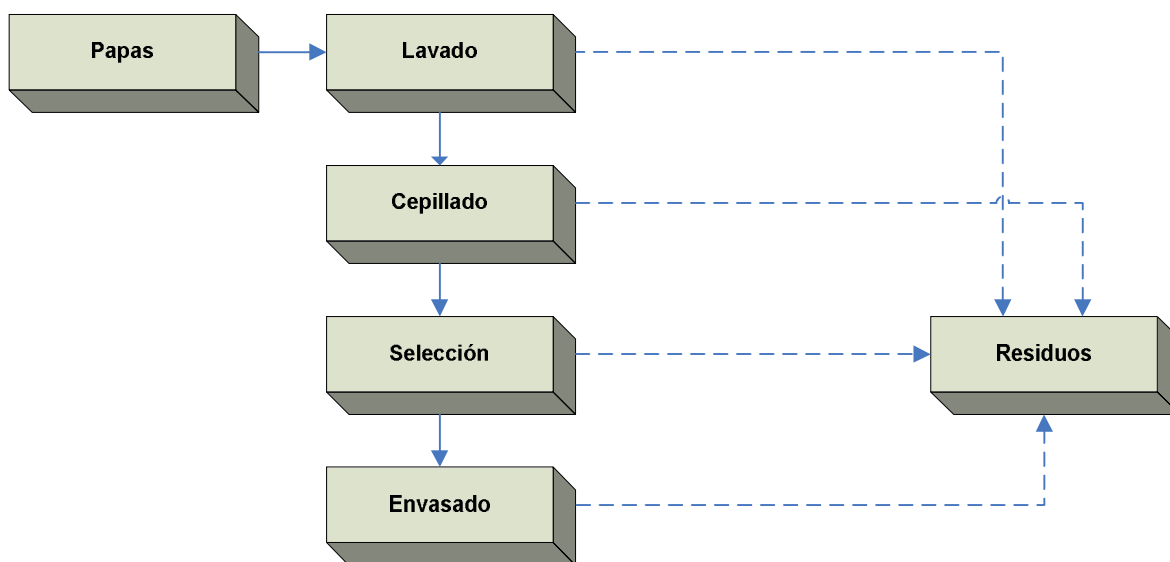 Papas
Lavado
Cepillado
Selección
Residuos
Envasado